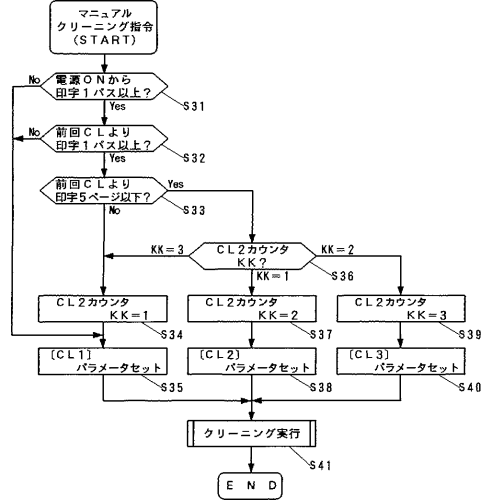 マニュアル
クリーニング指令
(START)
No
電源ONから
印字1パス以上?
S31
Yes
No
前回CLより
印字1パス以上?
S32
Yes
前回CLより
印字5ページ以下?
Yes
S33
No
KK=3
CL2カウンタ
KK?
KK=2
S36
KK=1
CL2カウンタ
KK=1
S34
CL2カウンタ
KK=2
S37
CL2カウンタ
KK=3
S39
[CL1]
パラメータセット
S35
[CL2]
パラメータセット
S38
[CL3]
パラメータセット
S40
クリーニング実行
S41
END